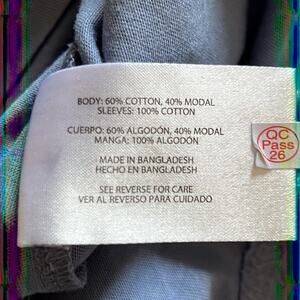 BODY: 60% COTTON, 40% MODAL
SLEEVES: 100% COTTON
CUERPO: 60% ALGODÓN, 40% MODAL
MANGA: 100% ALGODÓN
MADE IN BANGLADESH
HECHO EN BANGLADESH
SEE REVERSE FOR CARE
VER AL REVERSO PARA CUIDADO
QC
Pass
26